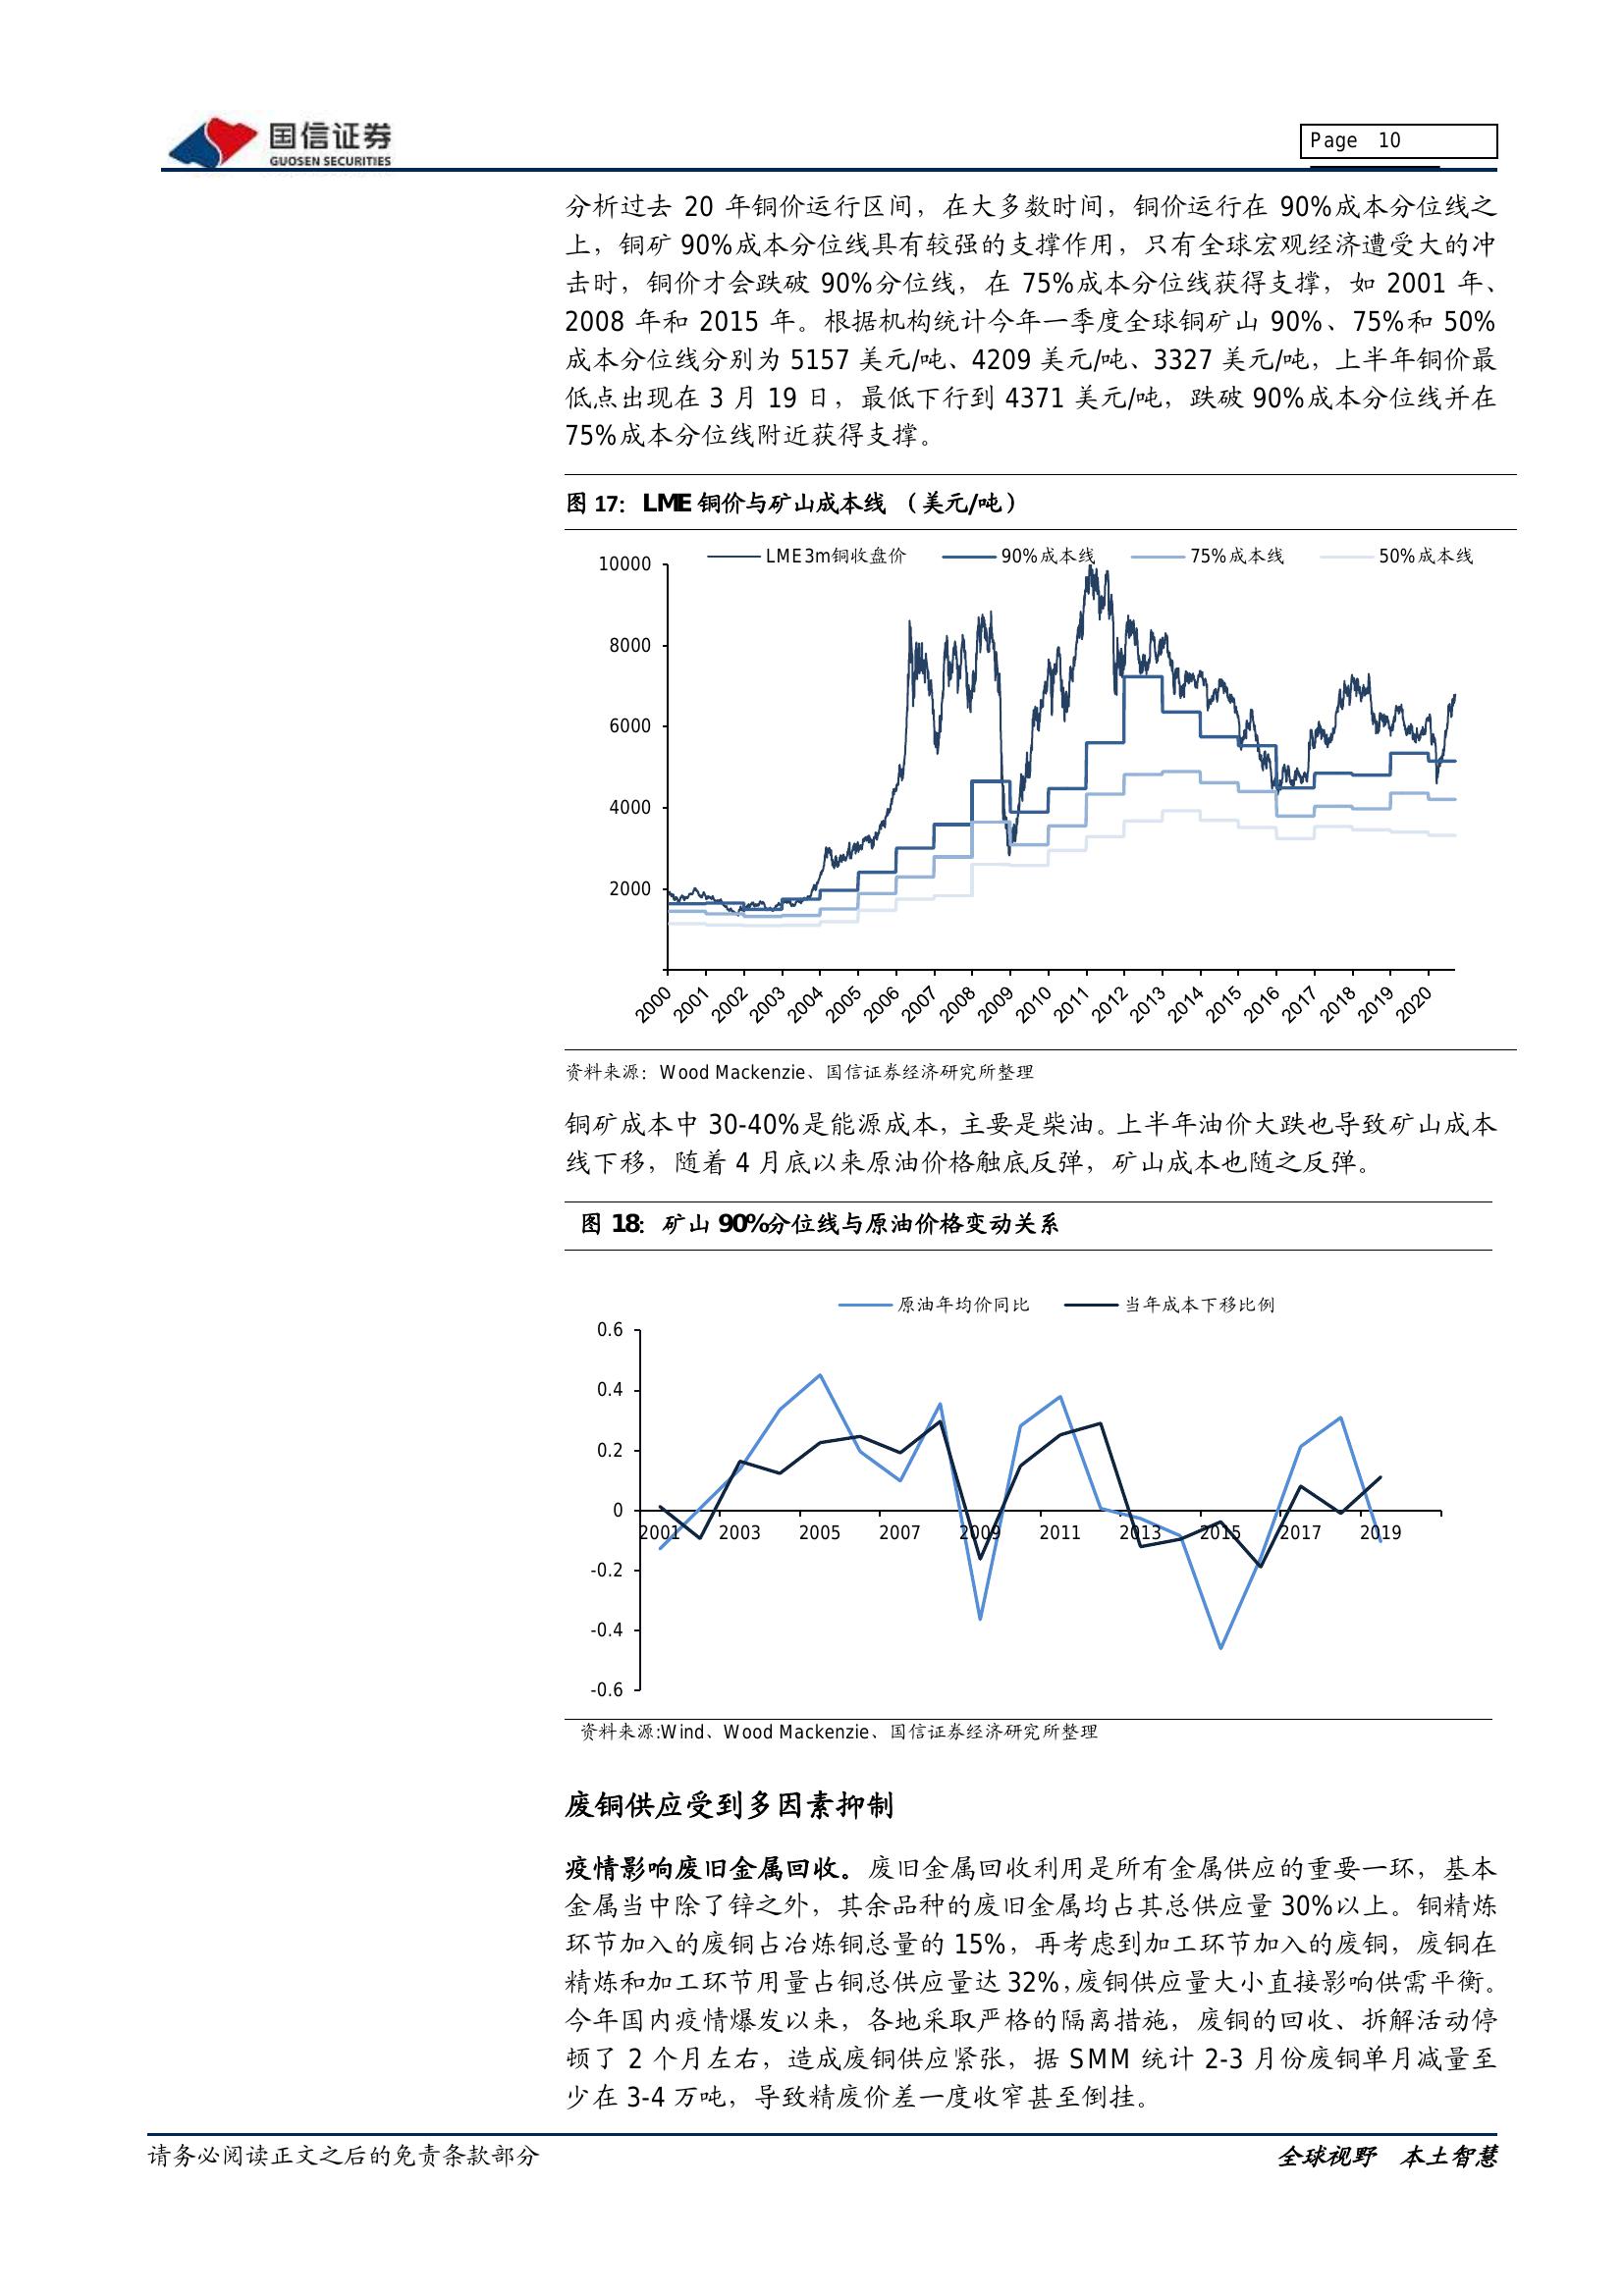 国信证券
GUOSEN SECURITIES
Page 10
分析过去 20 年铜价运行区间，在大多数时间，铜价运行在 90%成本分位线之
上，铜矿 90%成本分位线具有较强的支撑作用，只有全球宏观经济遭受大的冲
击时，铜价才会跌破 90%分位线，在 75%成本分位线获得支撑，如 2001 年、
2008 年和 2015 年。根据机构统计今年一季度全球铜矿山 90%、75%和 50%
成本分位线分别为 5157 美元/吨、4209 美元/吨、3327 美元/吨，上半年铜价最
低点出现在 3 月 19 日，最低下行到 4371 美元/吨，跌破 90%成本分位线并在
75%成本分位线附近获得支撑。
图 17：LME 铜价与矿山成本线 （美元/吨）
LME3m铜收盘价 90%成本线 75%成本线 50%成本线
10000
8000
6000
4000
2000
2000 2001 2002 2003 2004 2005 2006 2007 2008 2009 2010 2011 2012 2013 2014 2015 2016 2017 2018 2019 2020
资料来源：Wood Mackenzie、国信证券经济研究所整理
铜矿成本中 30-40%是能源成本，主要是柴油。上半年油价大跌也导致矿山成本
线下移，随着 4 月底以来原油价格触底反弹，矿山成本也随之反弹。
图 18：矿山 90%分位线与原油价格变动关系
原油年均价同比 当年成本下移比例
0.6
0.4
0.2
0
2001 2003 2005 2007 2009 2011 2013 2015 2017 2019
-0.2
-0.4
-0.6
资料来源:Wind、Wood Mackenzie、国信证券经济研究所整理
废铜供应受到多因素抑制
疫情影响废旧金属回收。废旧金属回收利用是所有金属供应的重要一环，基本
金属当中除了锌之外，其余品种的废旧金属均占其总供应量 30%以上。铜精炼
环节加入的废铜占冶炼铜总量的 15%，再考虑到加工环节加入的废铜，废铜在
精炼和加工环节用量占铜总供应量达 32%，废铜供应量大小直接影响供需平衡。
今年国内疫情爆发以来，各地采取严格的隔离措施，废铜的回收、拆解活动停
顿了 2 个月左右，造成废铜供应紧张，据 SMM 统计 2-3 月份废铜单月减量至
少在 3-4 万吨，导致精废价差一度收窄甚至倒挂。
请务必阅读正文之后的免责条款部分
全球视野 本土智慧